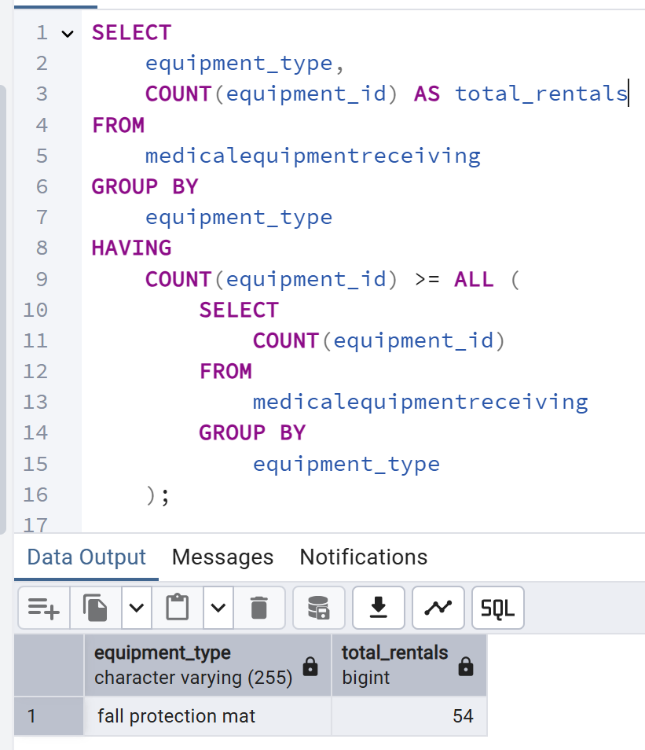 1 SELECT
2 equipment_type,
3 COUNT(equipment_id) AS total_rentals
4 FROM
5 medicalequipmentreceiving
6 GROUP BY
7 equipment_type
8 HAVING
9 COUNT(equipment_id) >= ALL (
10 SELECT
11 COUNT(equipment_id)
12 FROM
13 medicalequipmentreceiving
14 GROUP BY
15 equipment_type
16 );
17
Data Output Messages Notifications
SQL
equipment_type total_rentals
character varying (255) bigint
1 fall protection mat 54